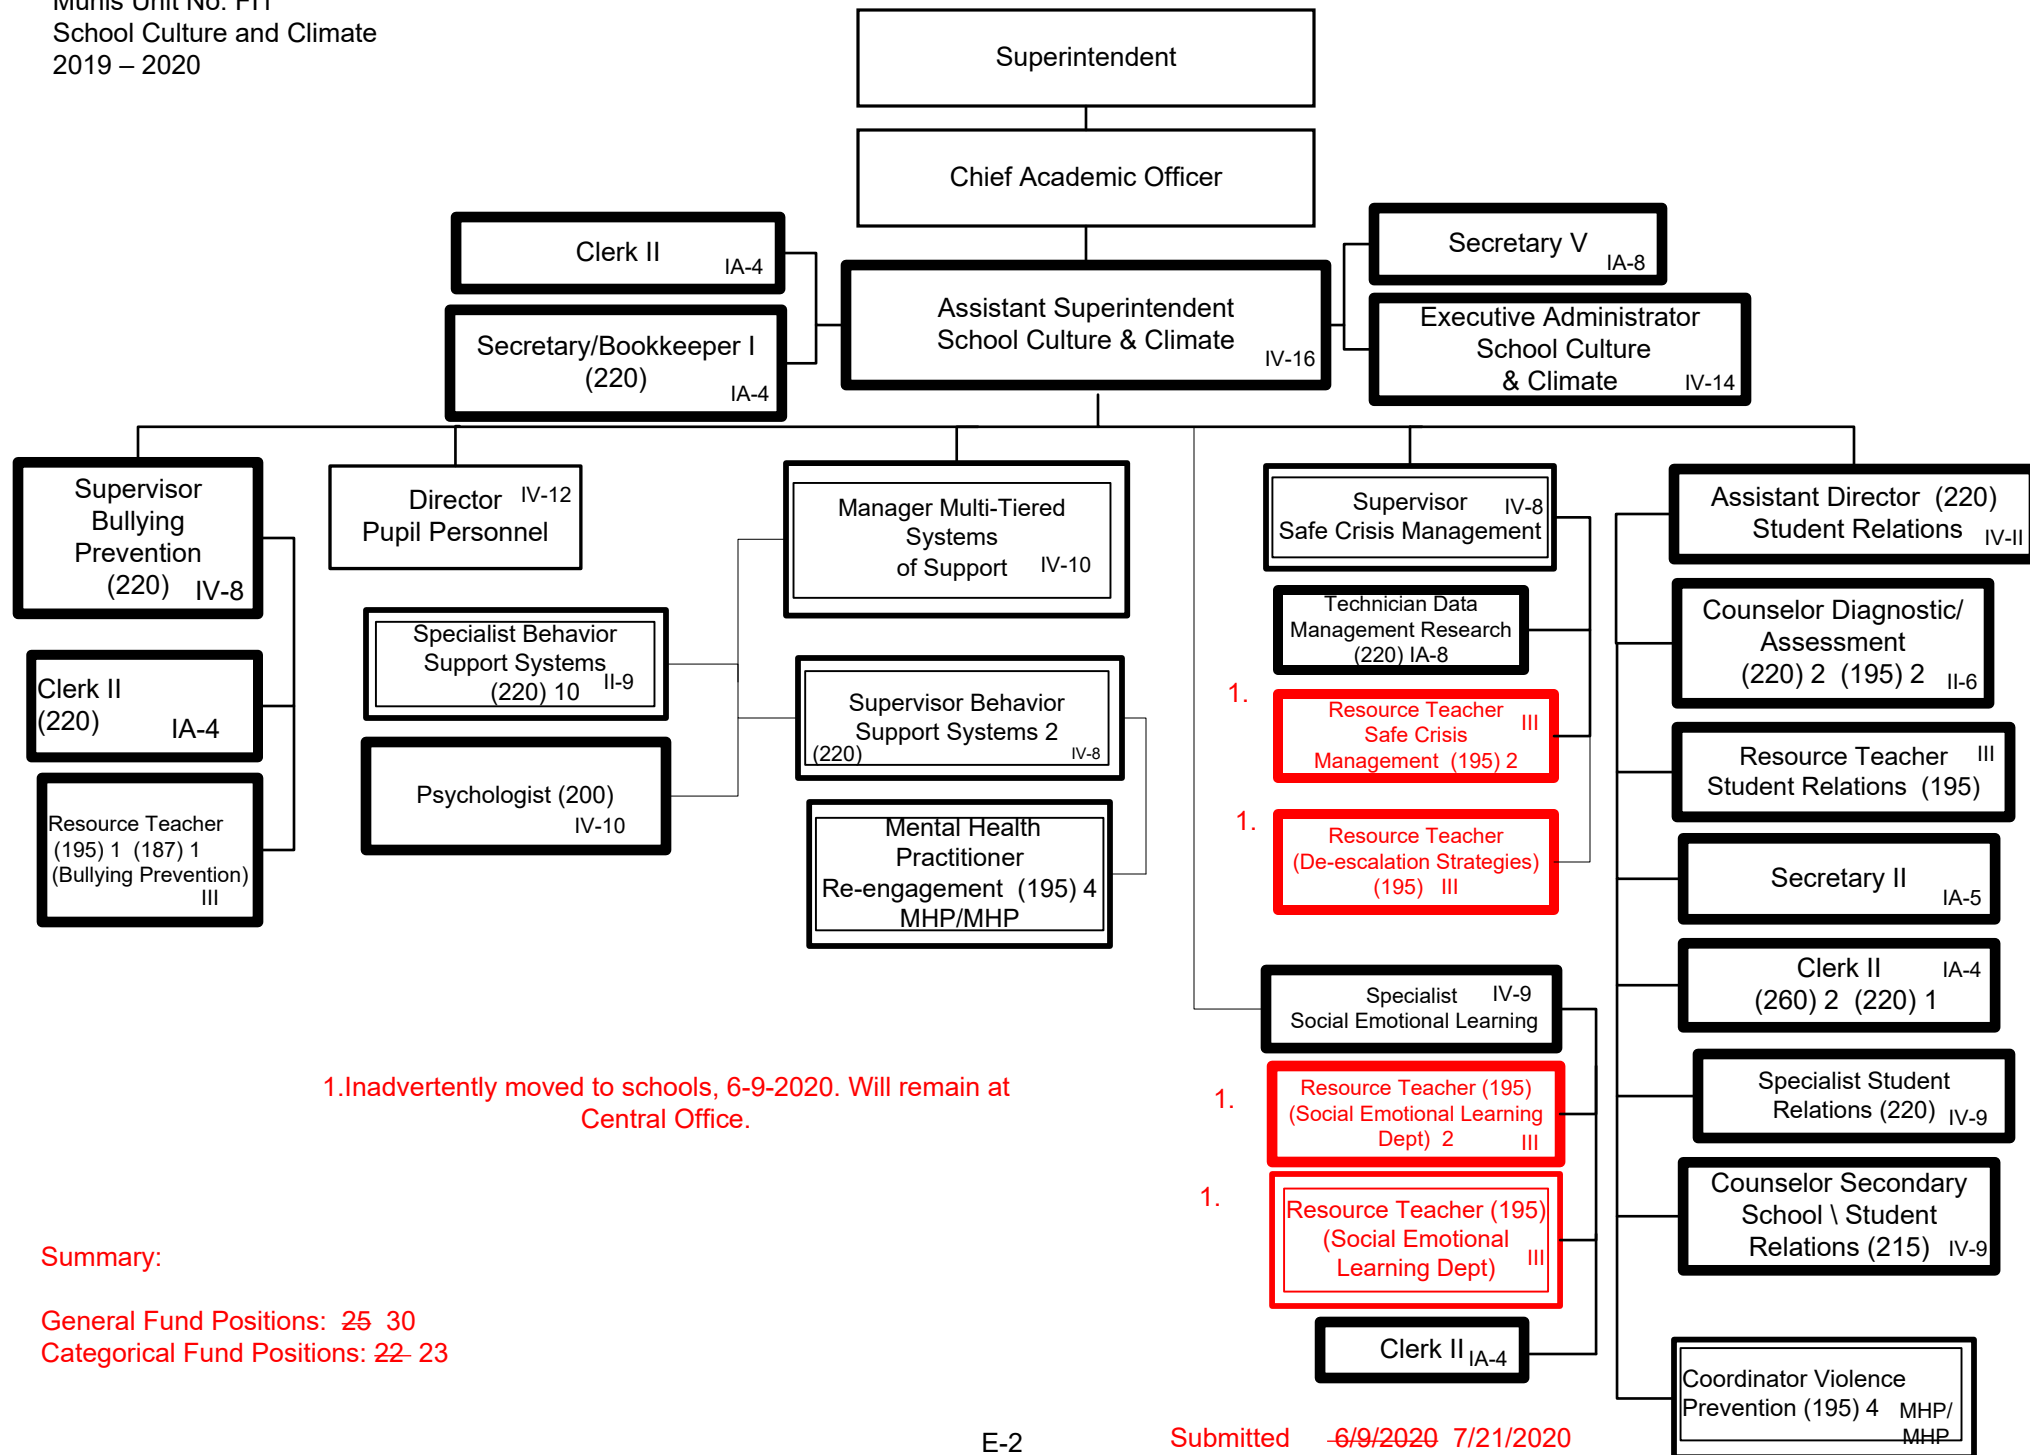 School Culture and Climate
2019 – 2020
Superintendent
Chief Academic Officer
Clerk II
IA-4
Secretary/Bookkeeper I
(220)
IA-4
Assistant Superintendent
School Culture & Climate
IV-16
Secretary V
IA-8
Executive Administrator
School Culture
& Climate
IV-14
Supervisor
Bullying
Prevention
(220) IV-8
Clerk II
(220) IA-4
Resource Teacher
(195) 1 (187) 1
(Bullying Prevention)
III
Director IV-12
Pupil Personnel
Manager Multi-Tiered
Systems
of Support IV-10
Specialist Behavior
Support Systems
(220) 10 II-9
Psychologist (200)
IV-10
Supervisor Behavior
Support Systems 2
(220) IV-8
Mental Health
Practitioner
Re-engagement (195) 4
MHP/MHP
Supervisor IV-8
Safe Crisis Management
Technician Data
Management Research
(220) IA-8
1.
Resource Teacher III
Safe Crisis
Management (195) 2
1.
Resource Teacher
(De-escalation Strategies)
(195) III
Specialist IV-9
Social Emotional Learning
1.
Resource Teacher (195)
(Social Emotional Learning
Dept) 2 III
1.
Resource Teacher (195)
(Social Emotional
Learning Dept) III
Clerk II IA-4
Assistant Director (220)
Student Relations IV-II
Counselor Diagnostic/
Assessment
(220) 2 (195) 2 II-6
Resource Teacher III
Student Relations (195)
Secretary II
IA-5
Clerk II IA-4
(260) 2 (220) 1
Specialist Student
Relations (220) IV-9
Counselor Secondary
School \ Student
Relations (215) IV-9
Coordinator Violence
Prevention (195) 4 MHP/
MHP
1.Inadvertently moved to schools, 6-9-2020. Will remain at
Central Office.
Summary:
General Fund Positions: 25 30
Categorical Fund Positions: 22 23
E-2
Submitted 6/9/2020 7/21/2020